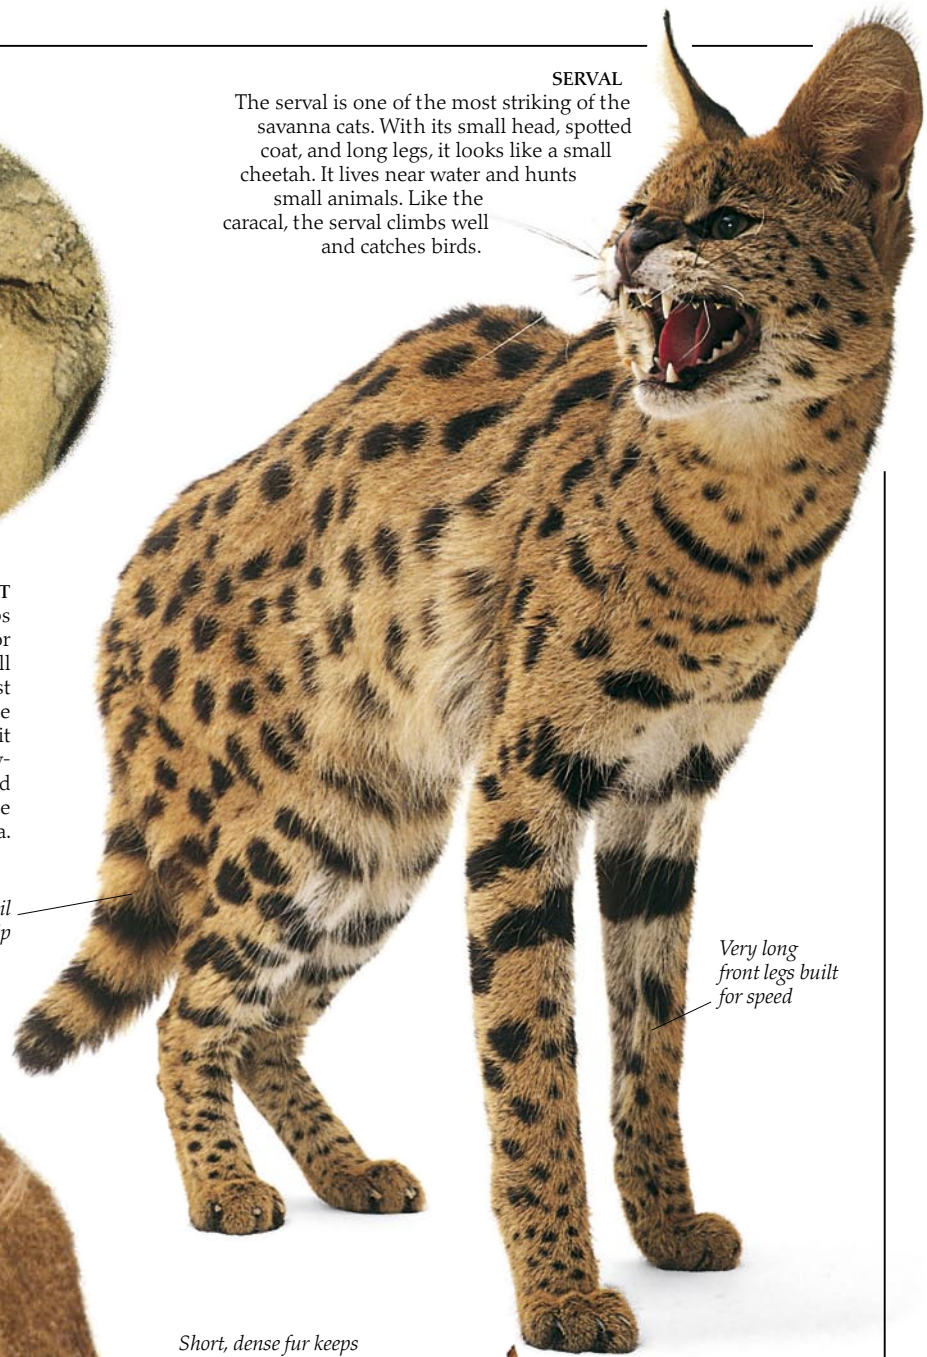 SERVAL
The serval is one of the most striking of the
savanna cats. With its small head, spotted
coat, and long legs, it looks like a small
cheetah. It lives near water and hunts
small animals. Like the
caracal, the serval climbs well
and catches birds.
T
os
or
ll
st
e
it
y-
d
e
a.
il
p
Very long
front legs built
for speed
Short, dense fur keeps